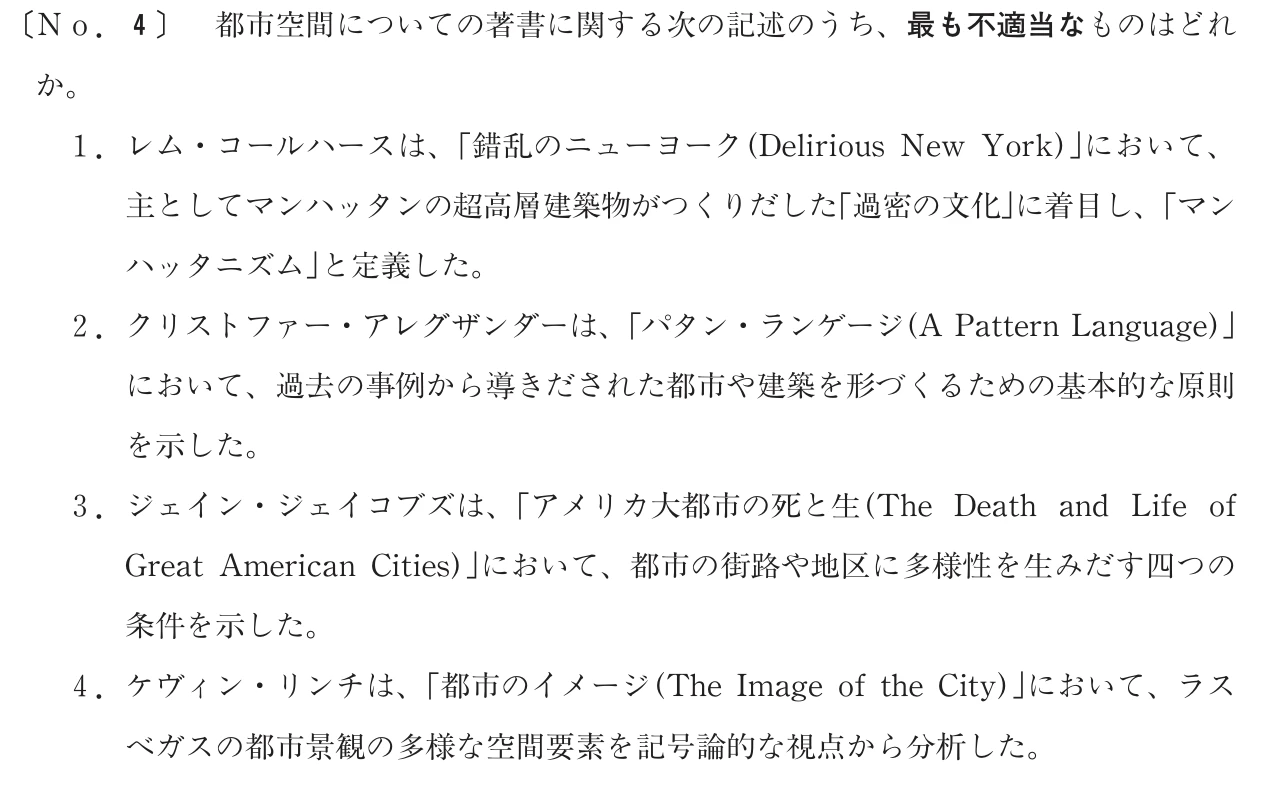 〔Ｎｏ．４〕　都市空間についての著書に関する次の記述のうち、最も不適当なものはどれ
か。
１．レム・コールハースは、「錯乱のニューヨーク(Delirious New York)」において、
主としてマンハッタンの超高層建築物がつくりだした「過密の文化」に着目し、「マン
ハッタニズム」と定義した。
２．クリストファー・アレグザンダーは、「パタン・ランゲージ(A Pattern Language)」
において、過去の事例から導きだされた都市や建築を形づくるための基本的な原則
を示した。
３．ジェイン・ジェイコブズは、「アメリカ大都市の死と生(The Death and Life of
Great American Cities)」において、都市の街路や地区に多様性を生みだす四つの
条件を示した。
４．ケヴィン・リンチは、「都市のイメージ(The Image of the City)」において、ラス
ベガスの都市景観の多様な空間要素を記号論的な視点から分析した。